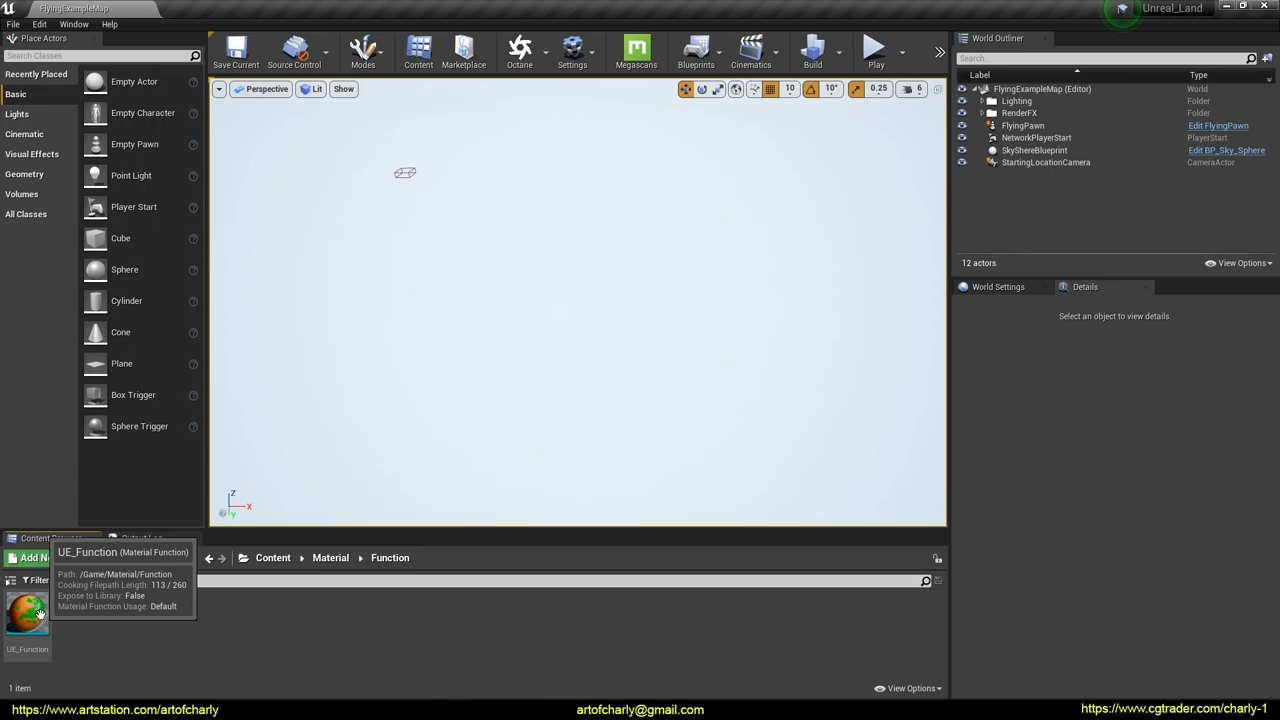 FlyingExampleMap
Unreal_Land
File Edit Window Help
Place Actors
Search Classes
Recently Placed
Basic
Lights
Cinematic
Visual Effects
Geometry
Volumes
All Classes
Empty Actor
Empty Character
Empty Pawn
Point Light
Player Start
Cube
Sphere
Cylinder
Cone
Plane
Box Trigger
Sphere Trigger
Save Current
Source Control
Modes
Content
Marketplace
Octane
Settings
Megascans
Blueprints
Cinematics
Build
Play
Perspective Lit Show
10 10° 0.25 6
Z
X
Y
World Outliner
Search...
Label Type
FlyingExampleMap (Editor) World
Lighting Folder
RenderFX Folder
FlyingPawn Edit FlyingPawn
NetworkPlayerStart PlayerStart
SkyShereBlueprint Edit BP_Sky_Sphere
StartingLocationCamera CameraActor
12 actors View Options
World Settings Details
Select an object to view details.
Add Ne
Content Material Function
Filter
UE_Function (Material Function)
Path: /Game/Material/Function
Cooking Filepath Length: 113 / 260
Expose to Library: False
Material Function Usage: Default
UE_Function
1 item View Options
https://www.artstation.com/artofcharly artofcharly@gmail.com https://www.cgtrader.com/charly-1